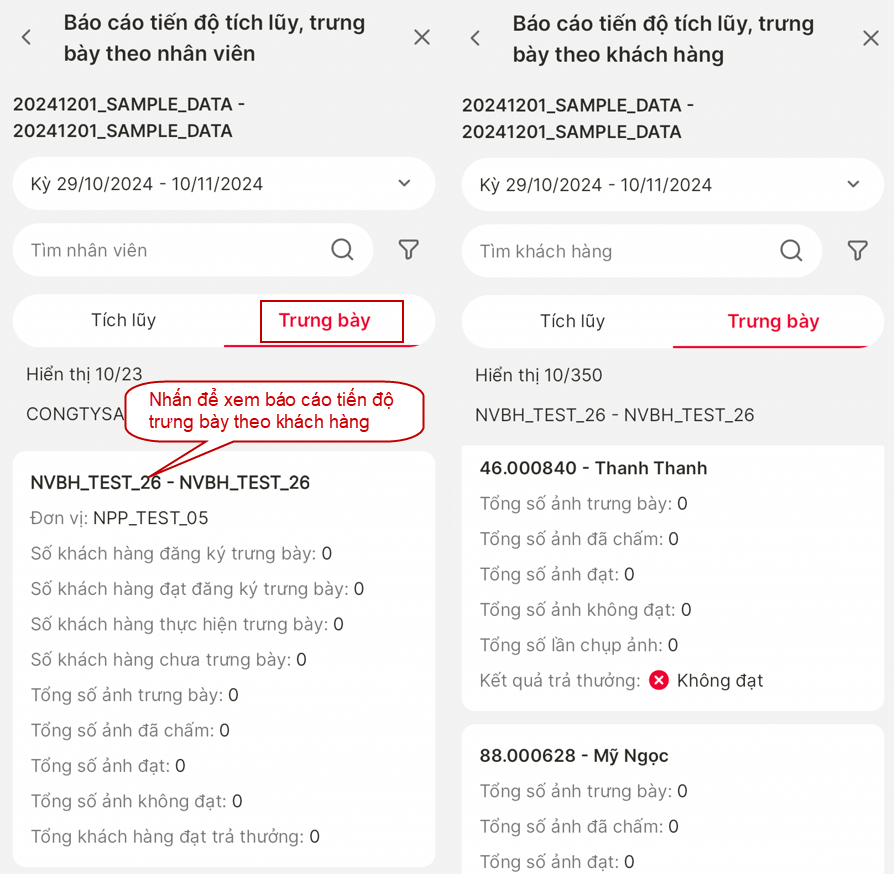 Báo cáo tiến độ tích lũy, trưng
bày theo nhân viên
20241201_SAMPLE_DATA -
20241201_SAMPLE_DATA
Kỳ 29/10/2024 - 10/11/2024
Tìm nhân viên
Tích lũy
Trưng bày
Hiển thị 10/23
CONGTYSA
Nhấn để xem báo cáo tiến độ
trưng bày theo khách hàng
NVBH_TEST_26 - NVBH_TEST_26
Đơn vị: NPP_TEST_05
Số khách hàng đăng ký trưng bày: 0
Số khách hàng đạt đăng ký trưng bày: 0
Số khách hàng thực hiện trưng bày: 0
Số khách hàng chưa trưng bày: 0
Tổng số ảnh trưng bày: 0
Tổng số ảnh đã chấm: 0
Tổng số ảnh đạt: 0
Tổng số ảnh không đạt: 0
Tổng khách hàng đạt trả thưởng: 0
Báo cáo tiến độ tích lũy, trưng
bày theo khách hàng
20241201_SAMPLE_DATA -
20241201_SAMPLE_DATA
Kỳ 29/10/2024 - 10/11/2024
Tìm khách hàng
Tích lũy
Trưng bày
Hiển thị 10/350
NVBH_TEST_26 - NVBH_TEST_26
46.000840 - Thanh Thanh
Tổng số ảnh trưng bày: 0
Tổng số ảnh đã chấm: 0
Tổng số ảnh đạt: 0
Tổng số ảnh không đạt: 0
Tổng số lần chụp ảnh: 0
Kết quả trả thưởng: Không đạt
88.000628 - Mỹ Ngọc
Tổng số ảnh trưng bày: 0
Tổng số ảnh đã chấm: 0
Tổng số ảnh đạt: 0